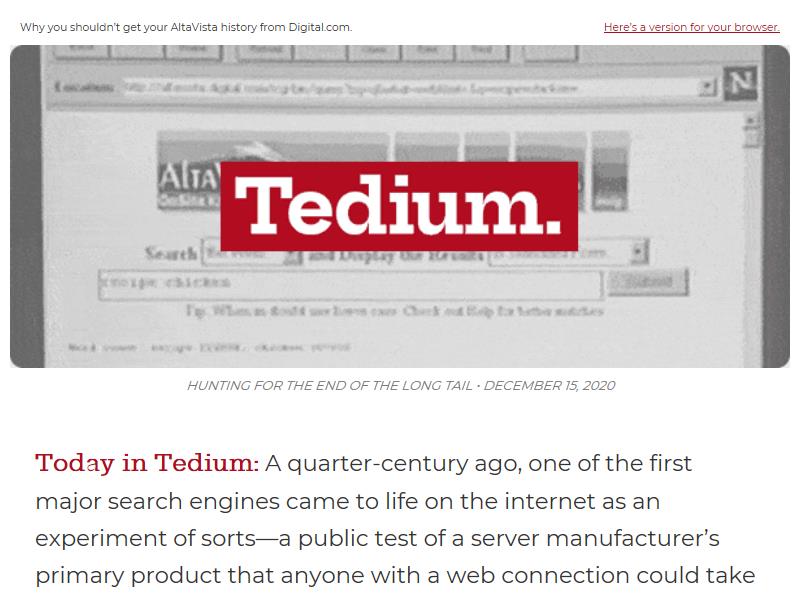 Why you shouldn't get your AltaVista history from Digital.com.
Here's a version for your browser.
Location:
N
ALTA
Tedium.
Search and Display the Results
recipe chicken
Submit
Tip: When in doubt use lower-case. Check out Help for better matches
HUNTING FOR THE END OF THE LONG TAIL • DECEMBER 15, 2020
Today in Tedium: A quarter-century ago, one of the first
major search engines came to life on the internet as an
experiment of sorts—a public test of a server manufacturer’s
primary product that anyone with a web connection could take